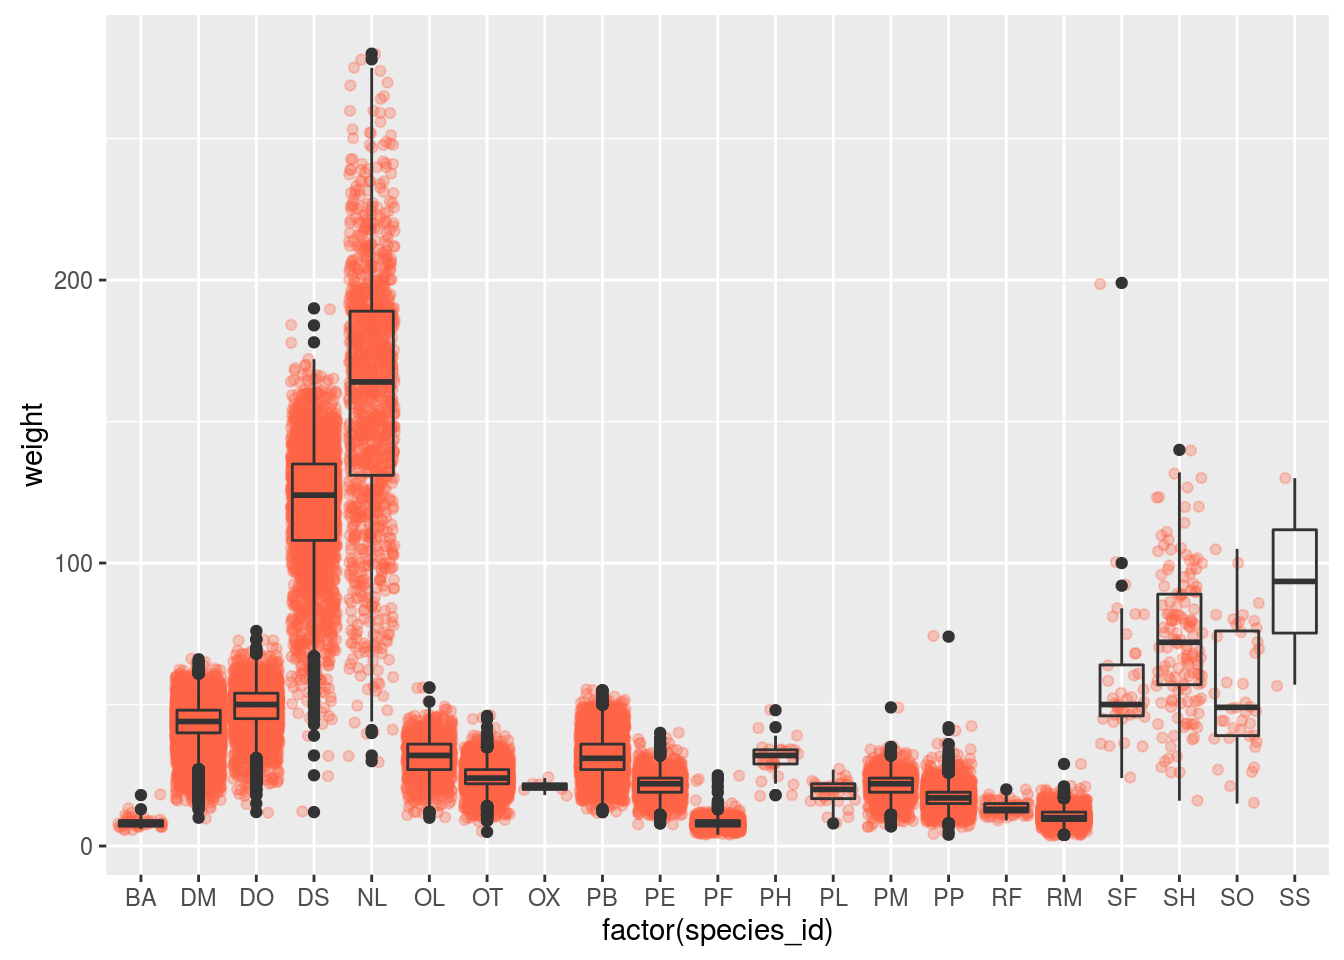 weight
200
100
0
BA DM DO DS NL OL OT OX PB PE PF PH PL PM PP RF RM SF SH SO SS
factor(species_id)